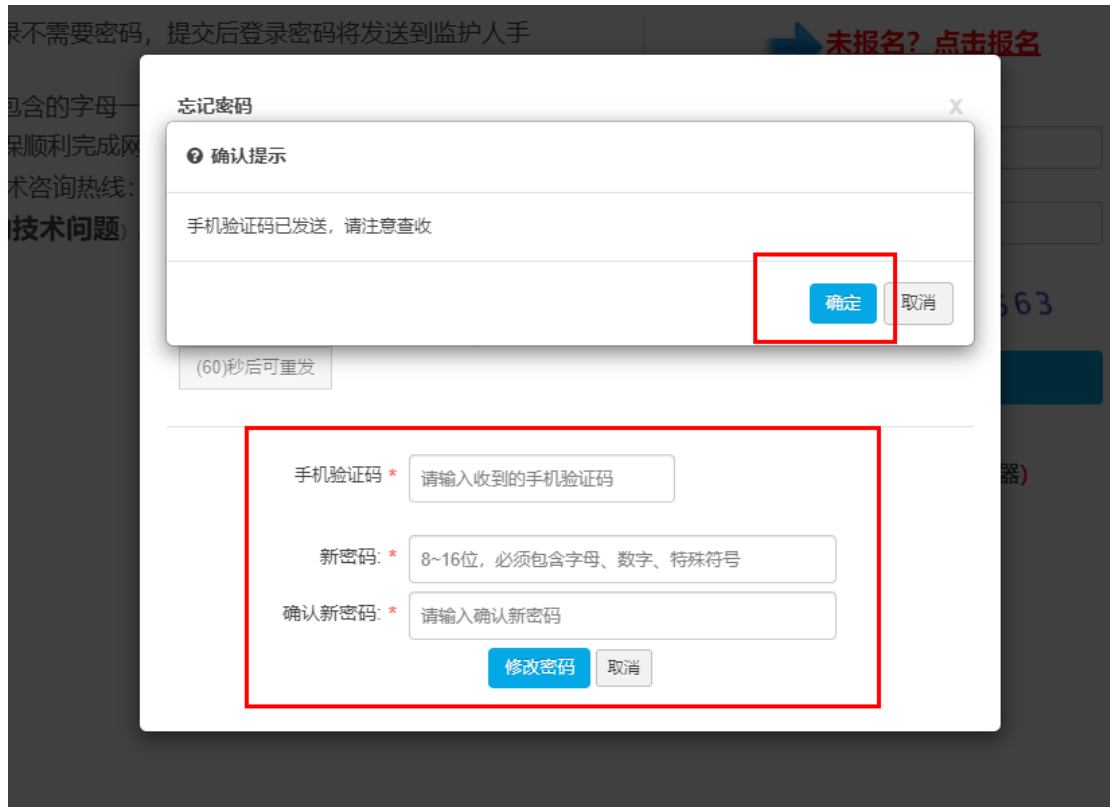 录不需要密码，提交后登录密码将发送到监护人手
未报名？点击报名
包含的字母一
保顺利完成网
术咨询热线：
技术问题）
忘记密码
X
确认提示
手机验证码已发送，请注意查收
确定
取消
563
(60)秒后可重发
手机验证码 * 请输入收到的手机验证码
器)
新密码: * 8~16位，必须包含字母、数字、特殊符号
确认新密码: * 请输入确认新密码
修改密码
取消